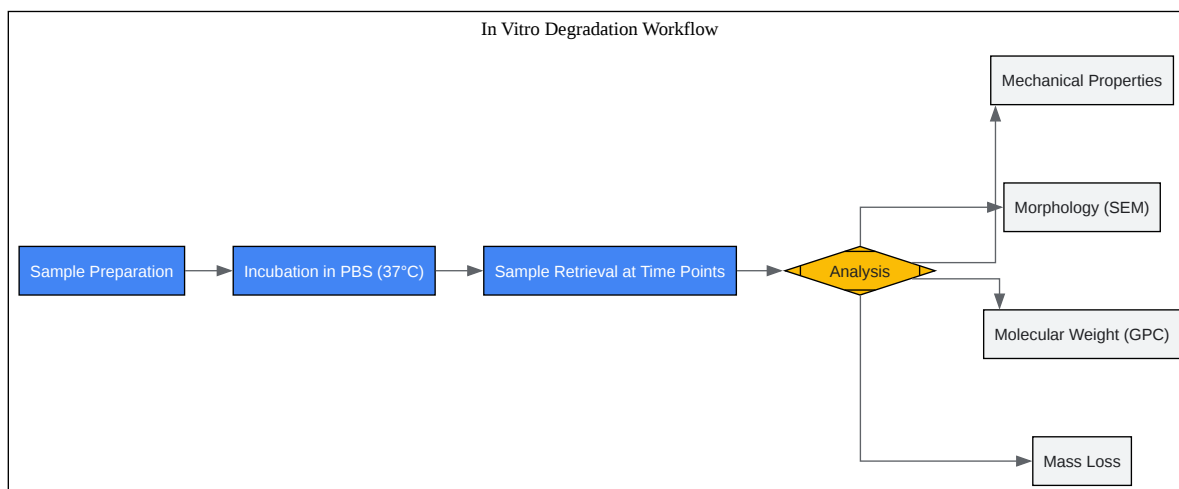 In Vitro Degradation Workflow
Sample Preparation
Incubation in PBS (37°C)
Sample Retrieval at Time Points
Analysis
Mechanical Properties
Morphology (SEM)
Molecular Weight (GPC)
Mass Loss